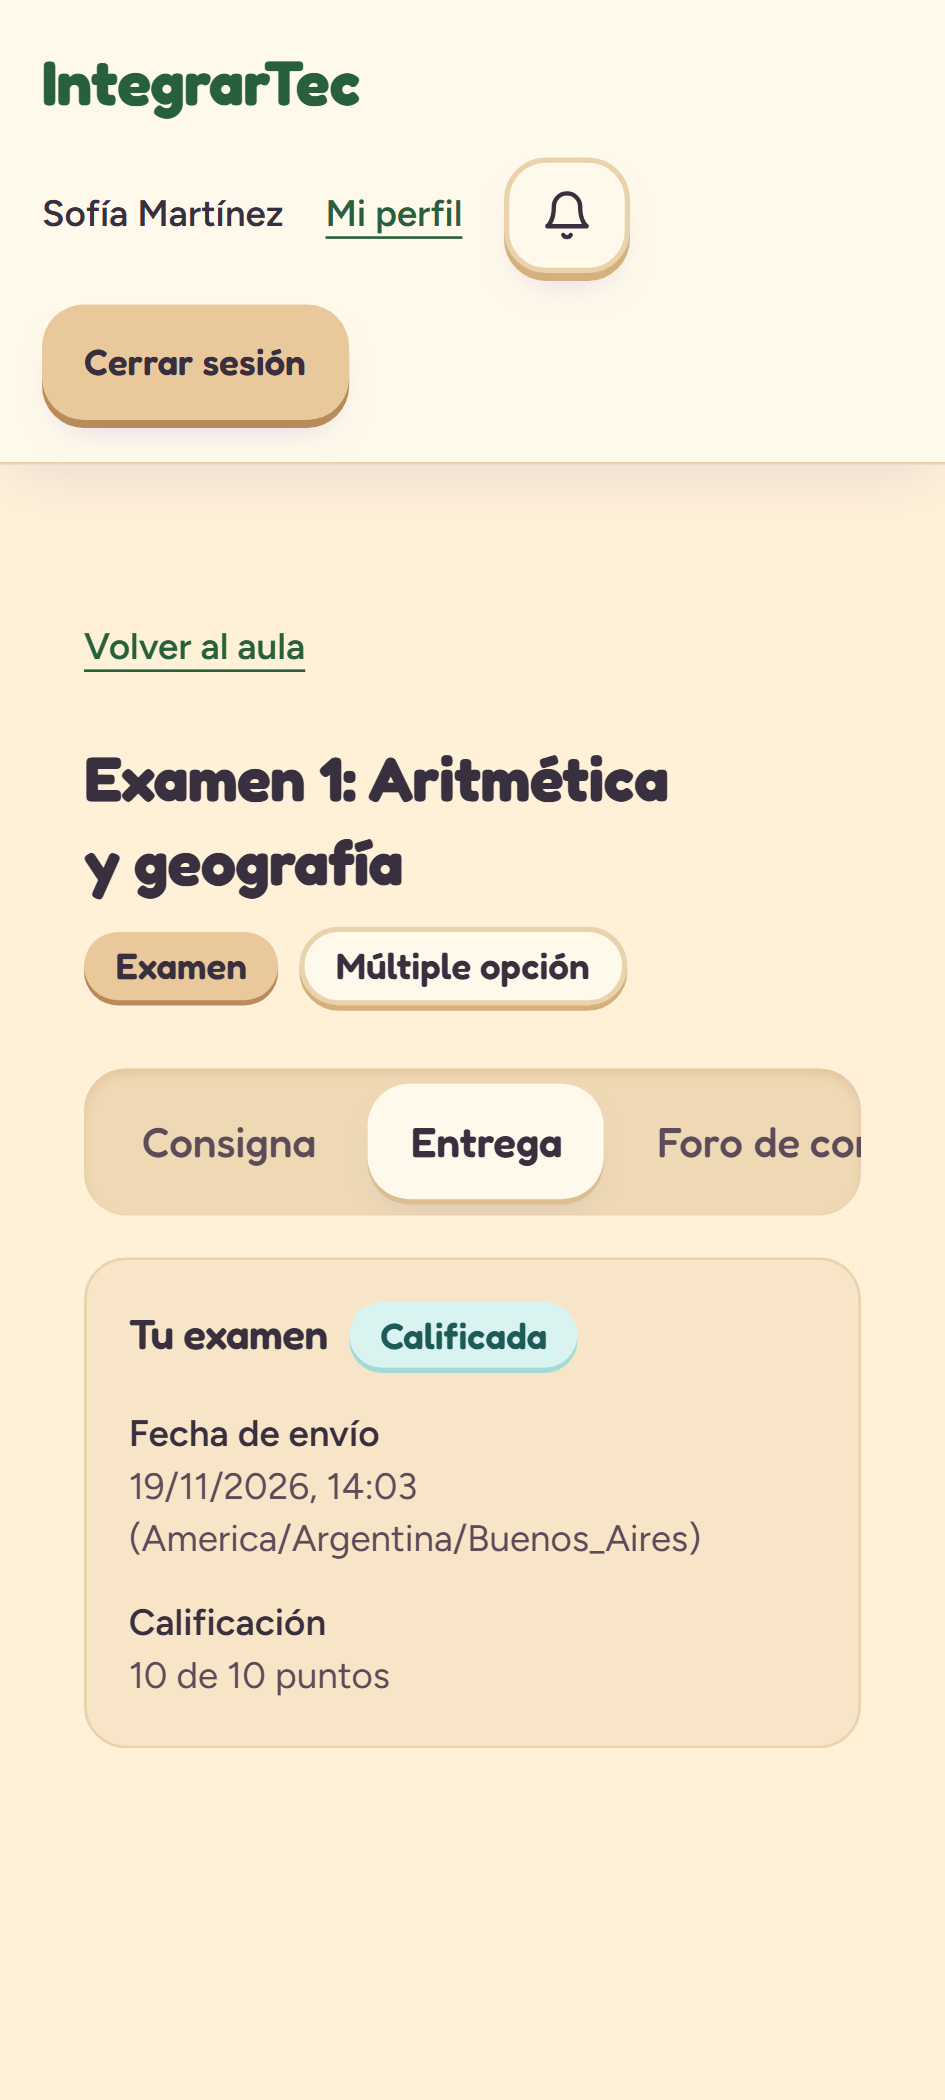 IntegrarTec
Sofía Martínez Mi perfil
Cerrar sesión
Volver al aula
Examen 1: Aritmética
y geografía
Examen Múltiple opción
Consigna Entrega Foro de
Tu examen Calificada
Fecha de envío
19/11/2026, 14:03
(America/Argentina/Buenos_Aires)
Calificación
10 de 10 puntos